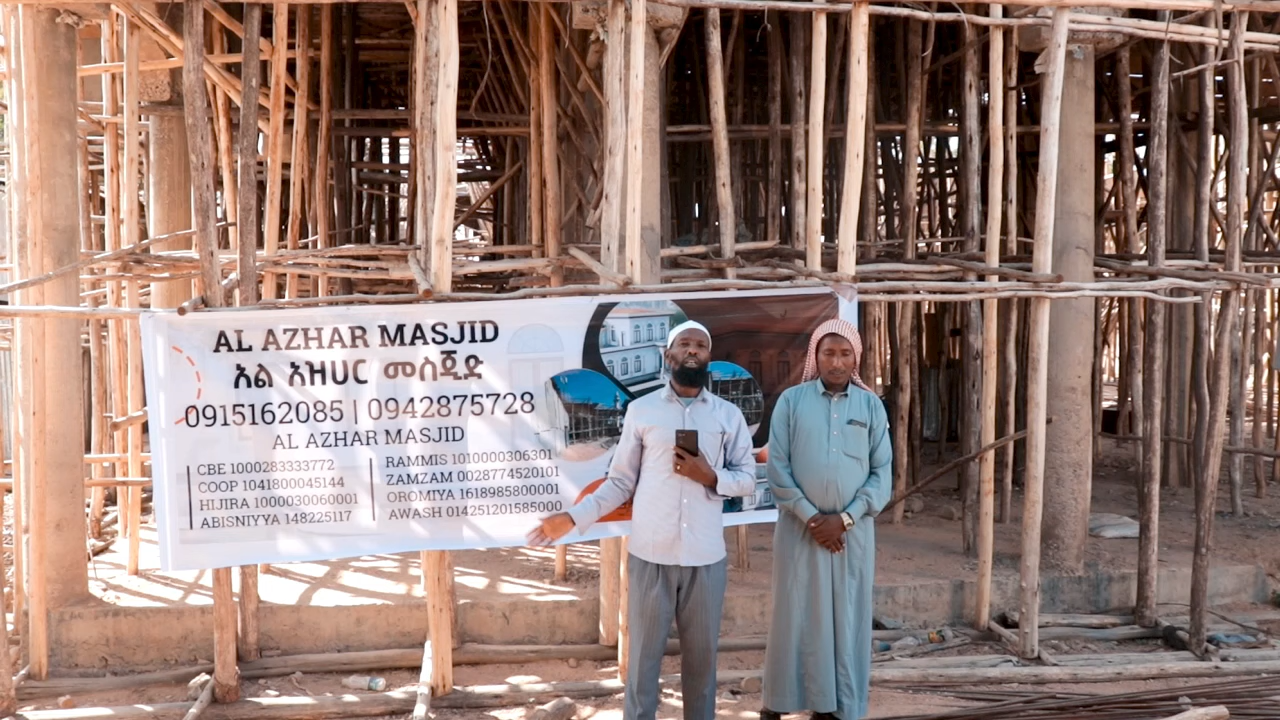 AL AZHAR MASJID
አል አዝሀር መስጂድ
0915162085 | 0942875728
AL AZHAR MASJID
CBE 1000283333772
COOP 1041800045144
HIJIRA 1000030060001
ABISNIYYA 148225117
RAMMIS 1010000306301
ZAMZAM 0028774520101
OROMIYA 1618985800001
AWASH 014251201585000